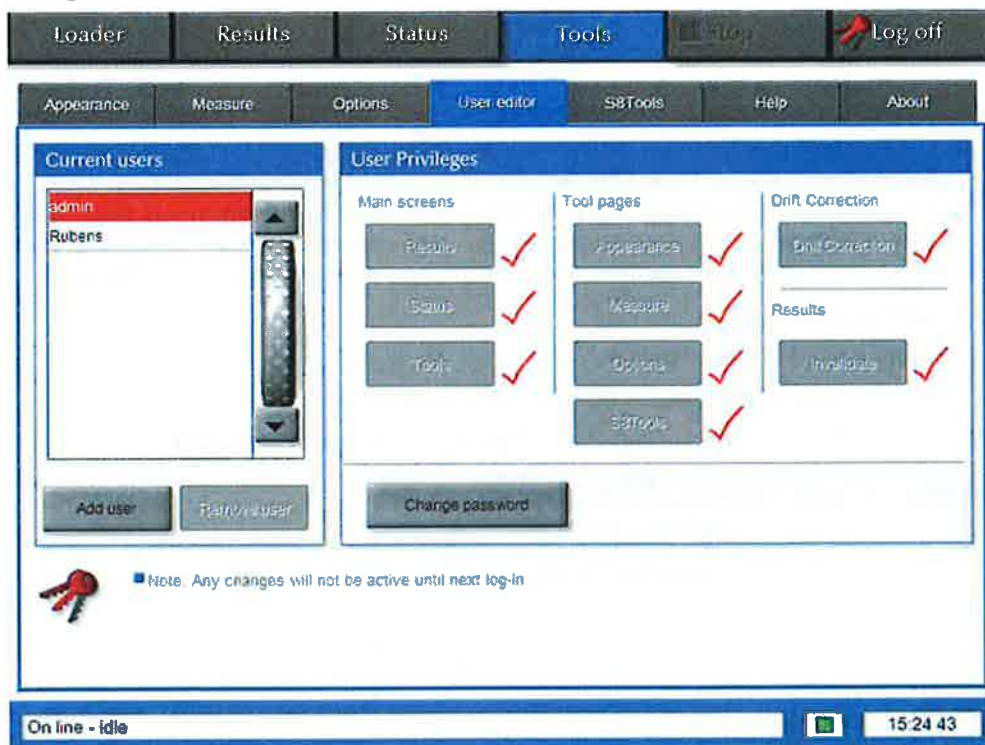 Loader Results Status Tools Stop Log off
Appearance Measure Options User editor S8Tools Help About
Current users
User Privileges
admin
Rubens
Main screens
Tool pages
Drift Correction
Results
Appearance
Drift Correction
Status
Measure
Results
Tools
Options
Invalidate
S8Tools
Add user
Remove user
Change password
Note. Any changes will not be active until next log-in
On line - idle
15:24 43